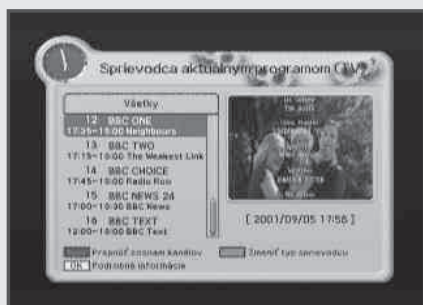 Sprievodca aktuálnym programom (TV)
Všetky
12 BBC ONE
17:35~18:00 Neighbours
13 BBC TWO
17:15~18:00 The Weakest Link
14 BBC CHOICE
17:45~18:00 Radio Roo
15 BBC NEWS 24
17:00~18:30 BBC News
16 BBC TEXT
12:00~18:00 BBC Text
[ 2001/09/05 17:56 ]
Prepnúť zoznam kanálov
Zmeniť typ sprievodcu
OK Podrobné informácie